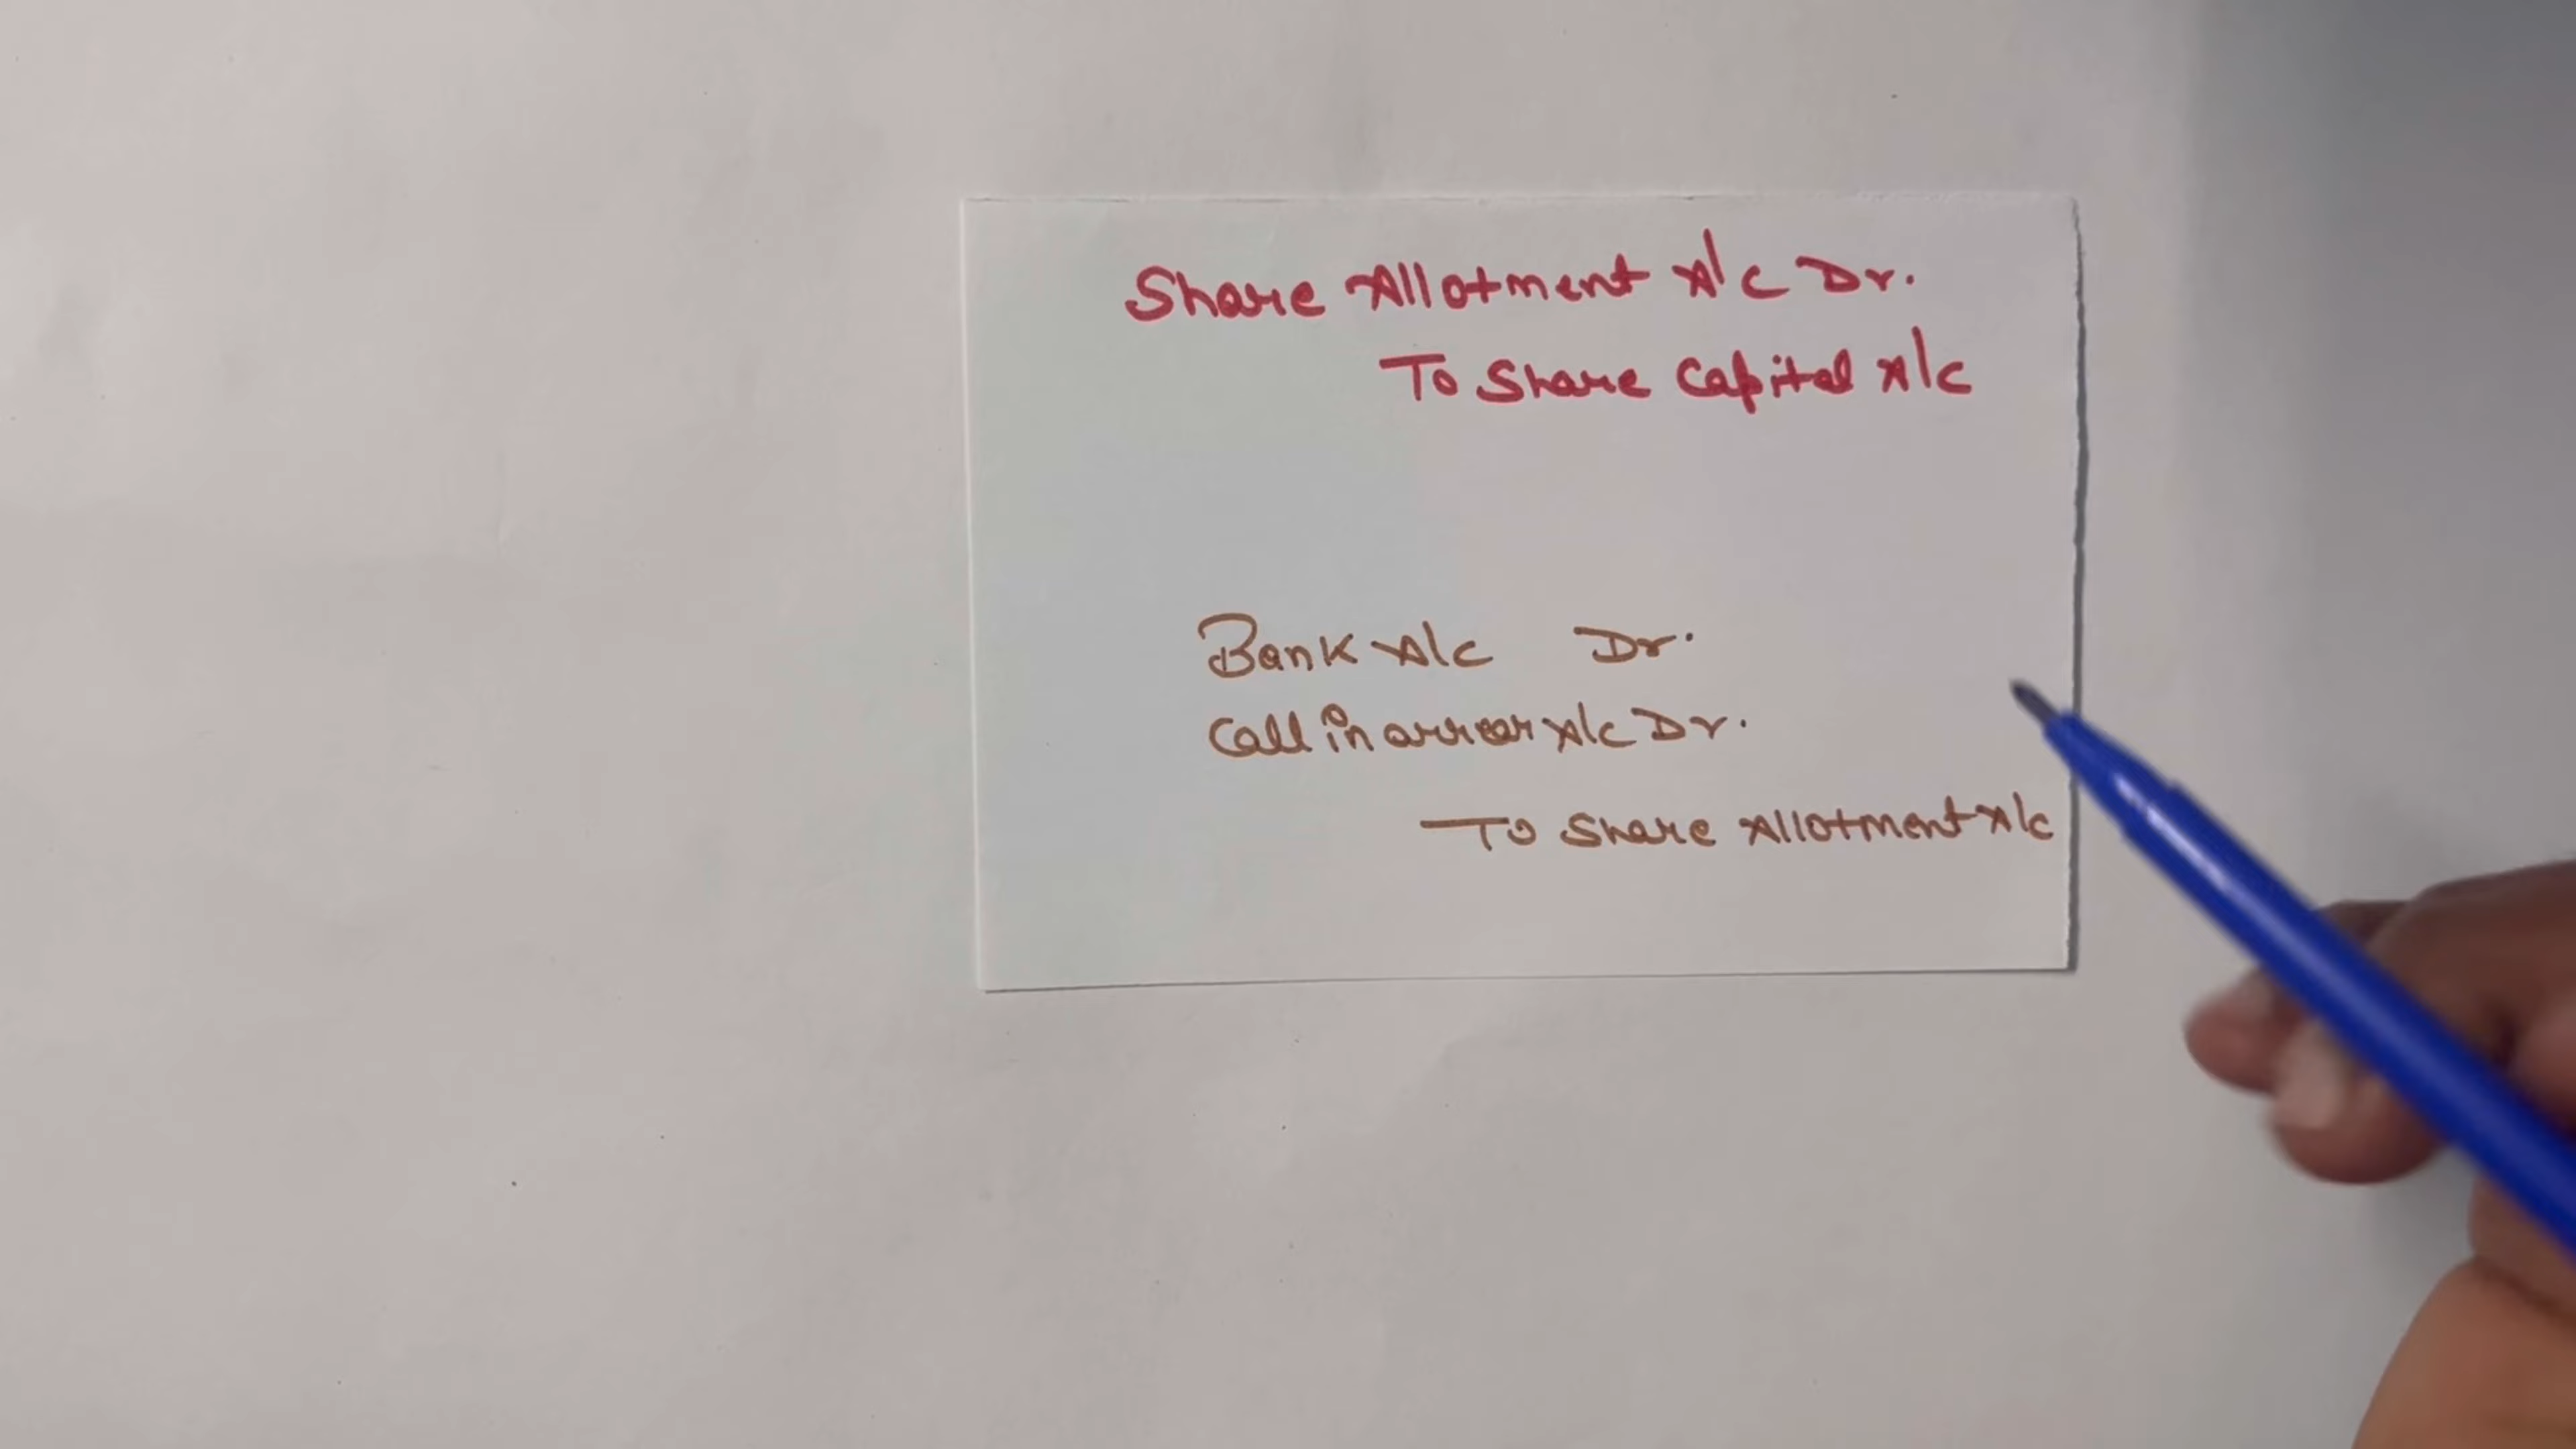 Share Allotment A/c Dr.
To Share Capital A/c
Bank A/c Dr.
Call in arrear A/c Dr.
To Share Allotment A/c